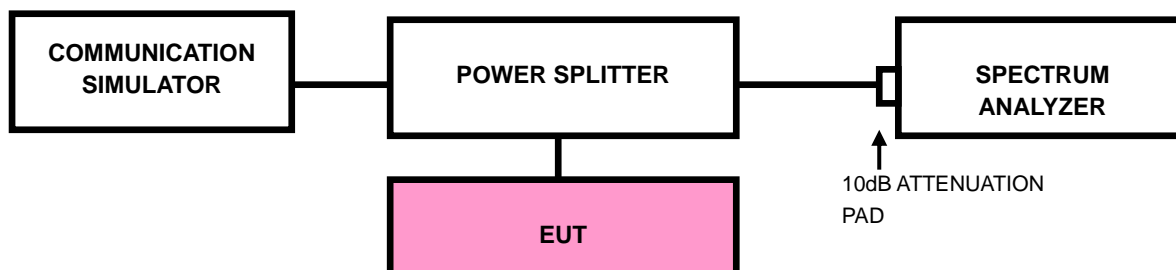 COMMUNICATION
SIMULATOR
POWER SPLITTER
SPECTRUM
ANALYZER
10dB ATTENUATION
PAD
EUT